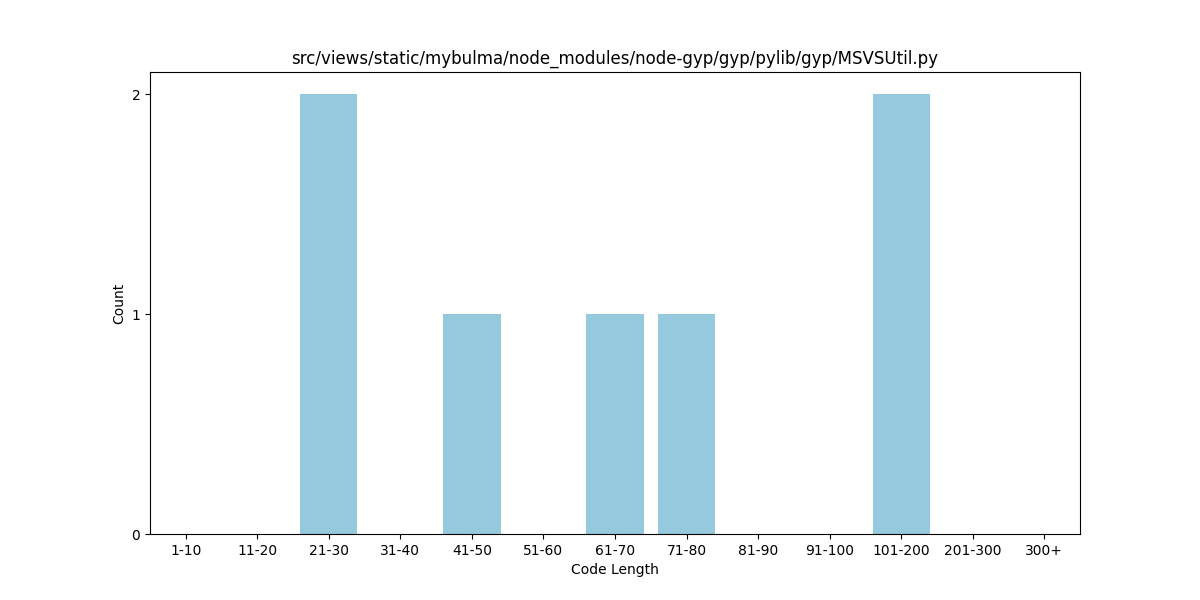 src/views/static/mybulma/node_modules/node-gyp/gyp/pylib/gyp/MSVSUtil.py
2
1
0
Count
1-10 11-20 21-30 31-40 41-50 51-60 61-70 71-80 81-90 91-100 101-200 201-300 300+
Code Length